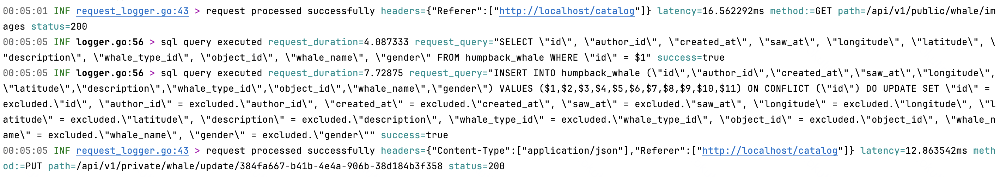 00:05:01 INF request_logger.go:43 > request processed successfully headers={"Referer":["http://localhost/catalog"]} latency=16.562292ms method:=GET path=/api/v1/public/whale/im
ages status=200
00:05:05 INF logger.go:56 > sql query executed request_duration=4.087333 request_query="SELECT \"id\", \"author_id\", \"created_at\", \"saw_at\", \"longitude\", \"latitude\", \
"description\", \"whale_type_id\", \"object_id\", \"whale_name\", \"gender\" FROM humpback_whale WHERE \"id\" = $1" success=true
00:05:05 INF logger.go:56 > sql query executed request_duration=7.72875 request_query="INSERT INTO humpback_whale (\"id\",\"author_id\",\"created_at\",\"saw_at\",\"longitude\",
\"latitude\",\"description\",\"whale_type_id\",\"object_id\",\"whale_name\",\"gender\") VALUES ($1,$2,$3,$4,$5,$6,$7,$8,$9,$10,$11) ON CONFLICT (\"id\") DO UPDATE SET \"id\" =
excluded.\"id\", \"author_id\" = excluded.\"author_id\", \"created_at\" = excluded.\"created_at\", \"saw_at\" = excluded.\"saw_at\", \"longitude\" = excluded.\"longitude\", \"l
atitude\" = excluded.\"latitude\", \"description\" = excluded.\"description\", \"whale_type_id\" = excluded.\"whale_type_id\", \"object_id\" = excluded.\"object_id\", \"whale_n
ame\" = excluded.\"whale_name\", \"gender\" = excluded.\"gender\"" success=true
00:05:05 INF request_logger.go:43 > request processed successfully headers={"Content-Type":["application/json"],"Referer":["http://localhost/catalog"]} latency=12.863542ms meth
od:=PUT path=/api/v1/private/whale/update/384fa667-b41b-4e4a-906b-38d184b3f358 status=200